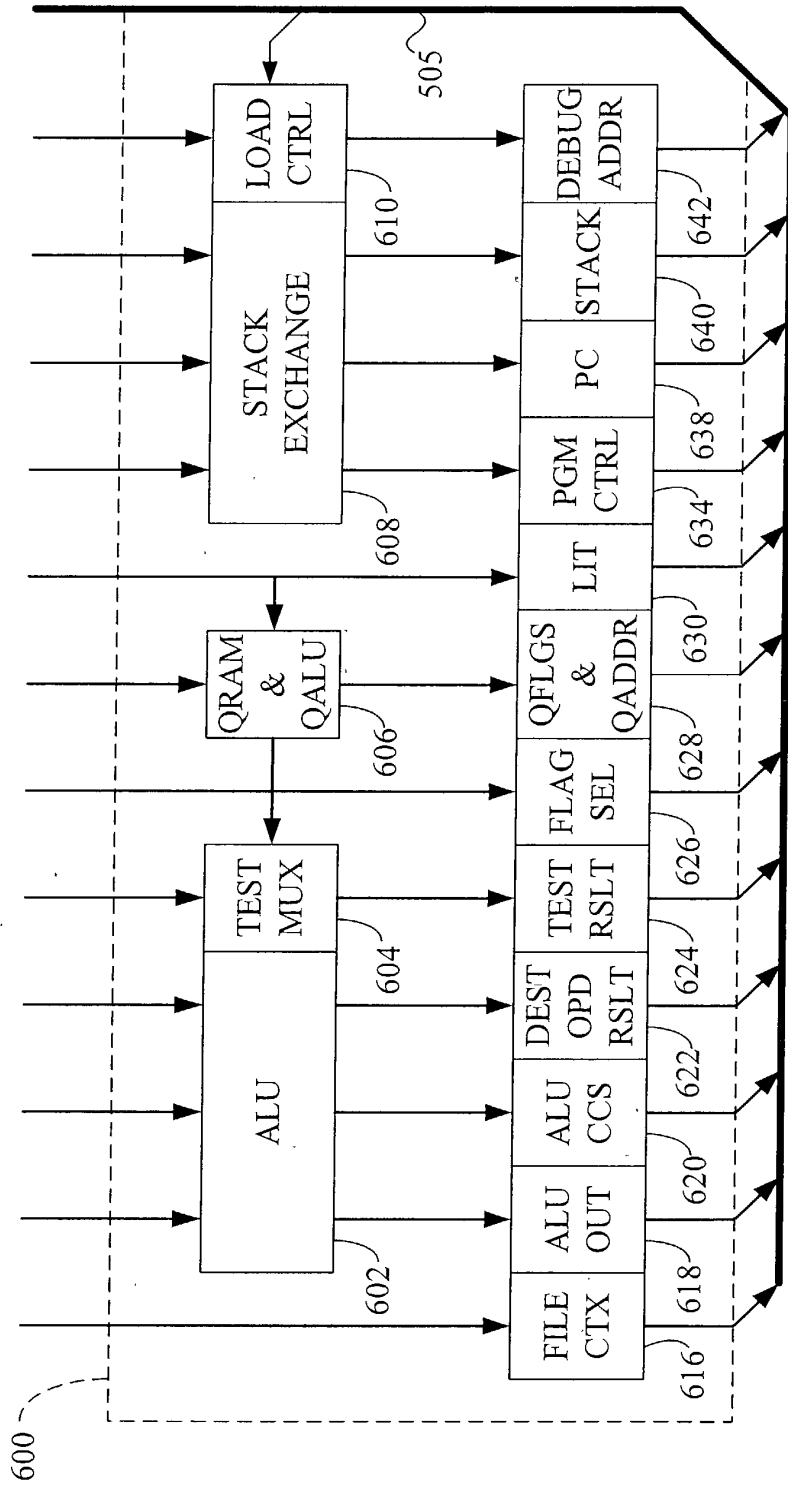 600
ALU
TEST
MUX
QRAM
&
QALU
STACK
EXCHANGE
LOAD
CTRL
602
604
606
608
610
505
FILE
CTX
ALU
OUT
ALU
CCS
DEST
OPD
RSLT
TEST
RSLT
FLAG
SEL
QFLGS
&
QADDR
LIT
PGM
CTRL
PC
STACK
DEBUG
ADDR
616
618
620
622
624
626
628
630
634
638
640
642